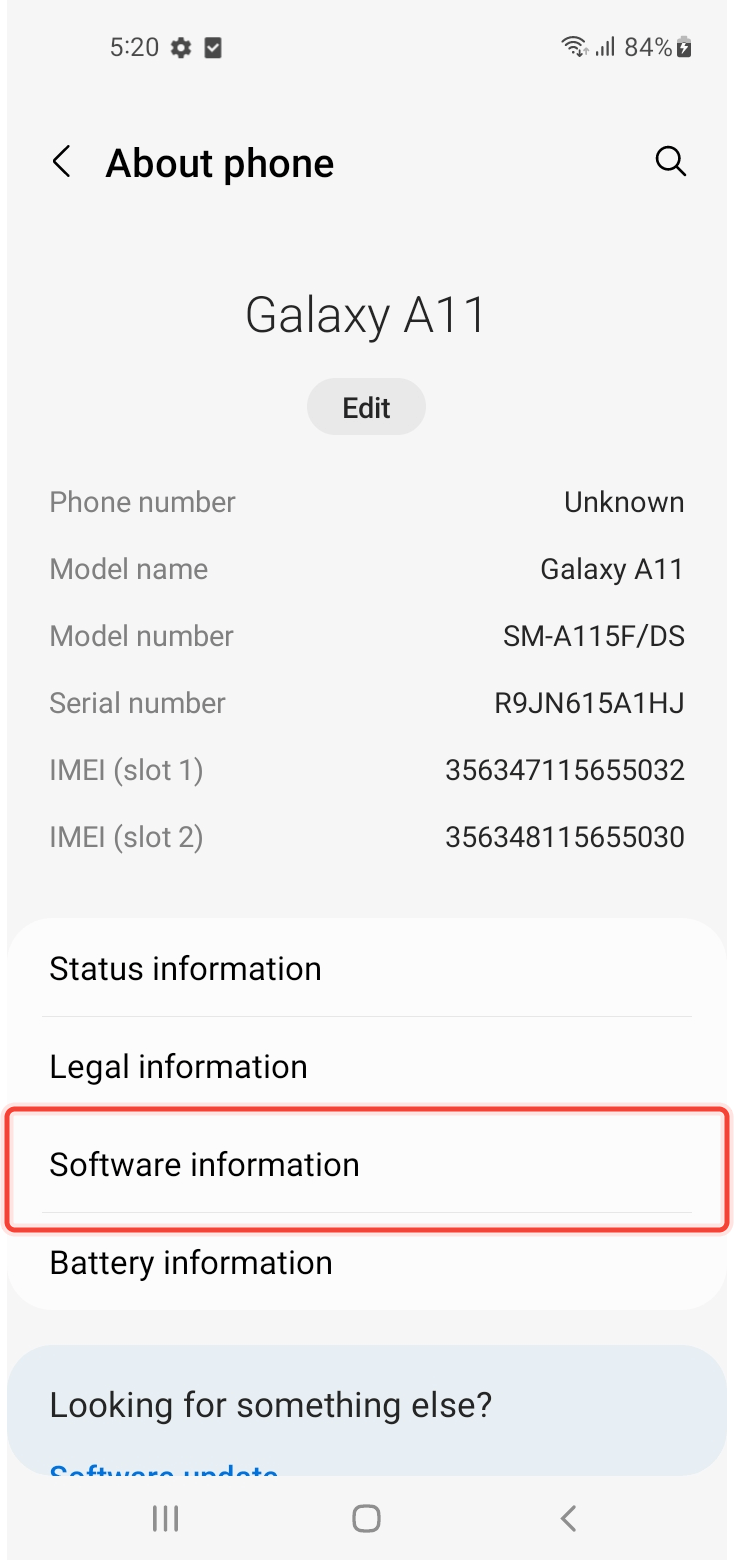 5:20 84%
About phone
Galaxy A11
Edit
Phone number Unknown
Model name Galaxy A11
Model number SM-A115F/DS
Serial number R9JN615A1HJ
IMEI (slot 1) 356347115655032
IMEI (slot 2) 356348115655030
Status information
Legal information
Software information
Battery information
Looking for something else?
Software update